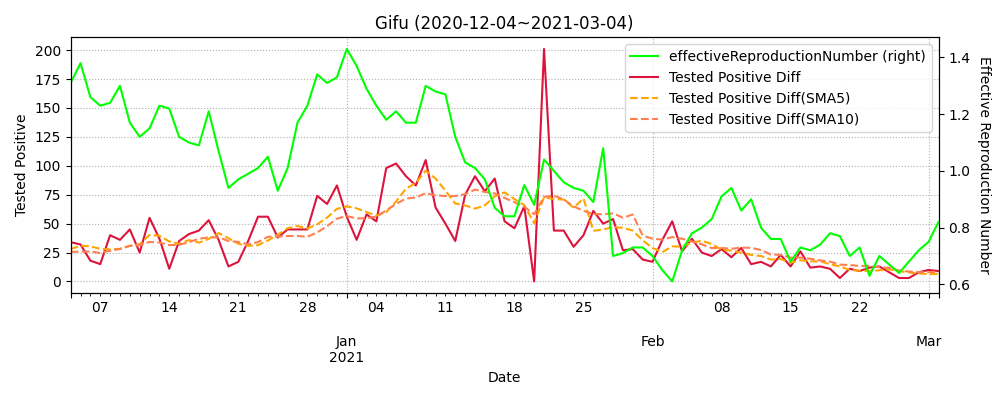 Gifu (2020-12-04~2021-03-04)
effectiveReproductionNumber (right)
Tested Positive Diff
Tested Positive Diff(SMA5)
Tested Positive Diff(SMA10)
Tested Positive
200
175
150
125
100
75
50
25
0
1.4
1.2
1.0
0.8
0.6
Effective Reproduction Number
07 14 21 28 04 11 18 25 08 15 22
Jan Feb Mar
2021
Date